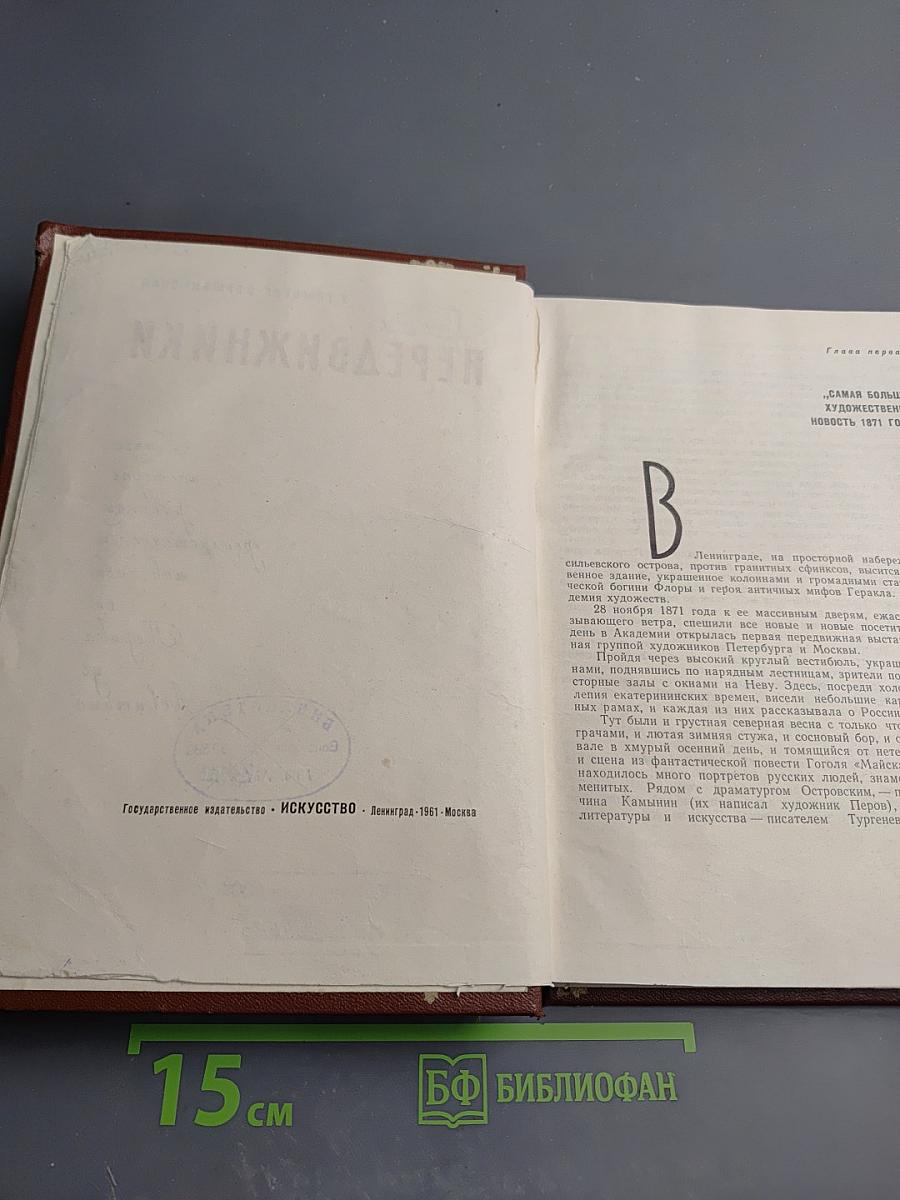 ПЕРЕДВИЖНИКИ
Государственное издательство · ИСКУССТВО · Ленинград · 1961 · Москва
Глава перва
„САМАЯ БОЛЬШ
ХУДОЖЕСТВЕНН
НОВОСТЬ 1871 ГО
В Ленинграде, на просторной набереж
сильевского острова, против гранитных сфинксов, высится
венное здание, украшенное колоннами и громадными ста
ческой богини Флоры и героя античных мифов Геракла.
демия художеств.
28 ноября 1871 года к ее массивным дверям, ежас
зывающего ветра, спешили все новые и новые посетит
день в Академии открылась первая передвижная выста
ная группой художников Петербурга и Москвы.
Пройдя через высокий круглый вестибюль, украш
нами, поднявшись по нарядным лестницам, зрители по
сторные залы с окнами на Неву. Здесь, посреди хол
лепия екатерининских времен, висели небольшие кар
ных рамах, и каждая из них рассказывала о России
Тут были и грустная северная весна с только что
грачами, и лютая зимняя стужа, и сосновый бор, и с
вале в хмурый осенний день, и томящийся от нете
и сцена из фантастической повести Гоголя «Майска
находилось много портретов русских людей, знаме
менитых. Рядом с драматургом Островским, — п
чина Камынин (их написал художник Перов),
литературы и искусства — писателем Тургенев
15 см
БФ БИБЛИОФАН